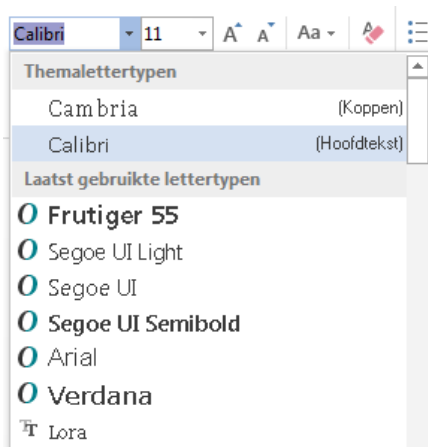 Calibri 11 A A Aa
Themalettertypen
Cambria (Koppen)
Calibri (Hoofdtekst)
Laatst gebruikte lettertypen
O Frutiger 55
O Segoe UI Light
O Segoe UI
O Segoe UI Semibold
O Arial
O Verdana
Tr Lora